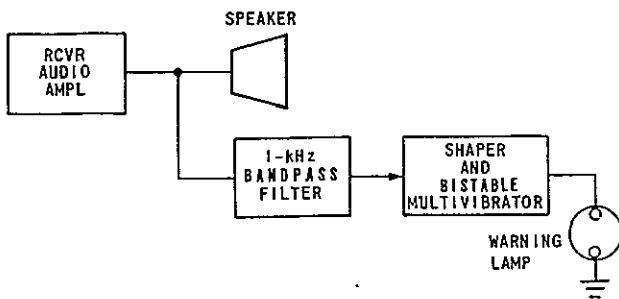 SPEAKER
RCVR
AUDIO
AMPL
1-kHz
BANDPASS
FILTER
SHAPER
AND
BISTABLE
MULTIVIBRATOR
WARNING
LAMP